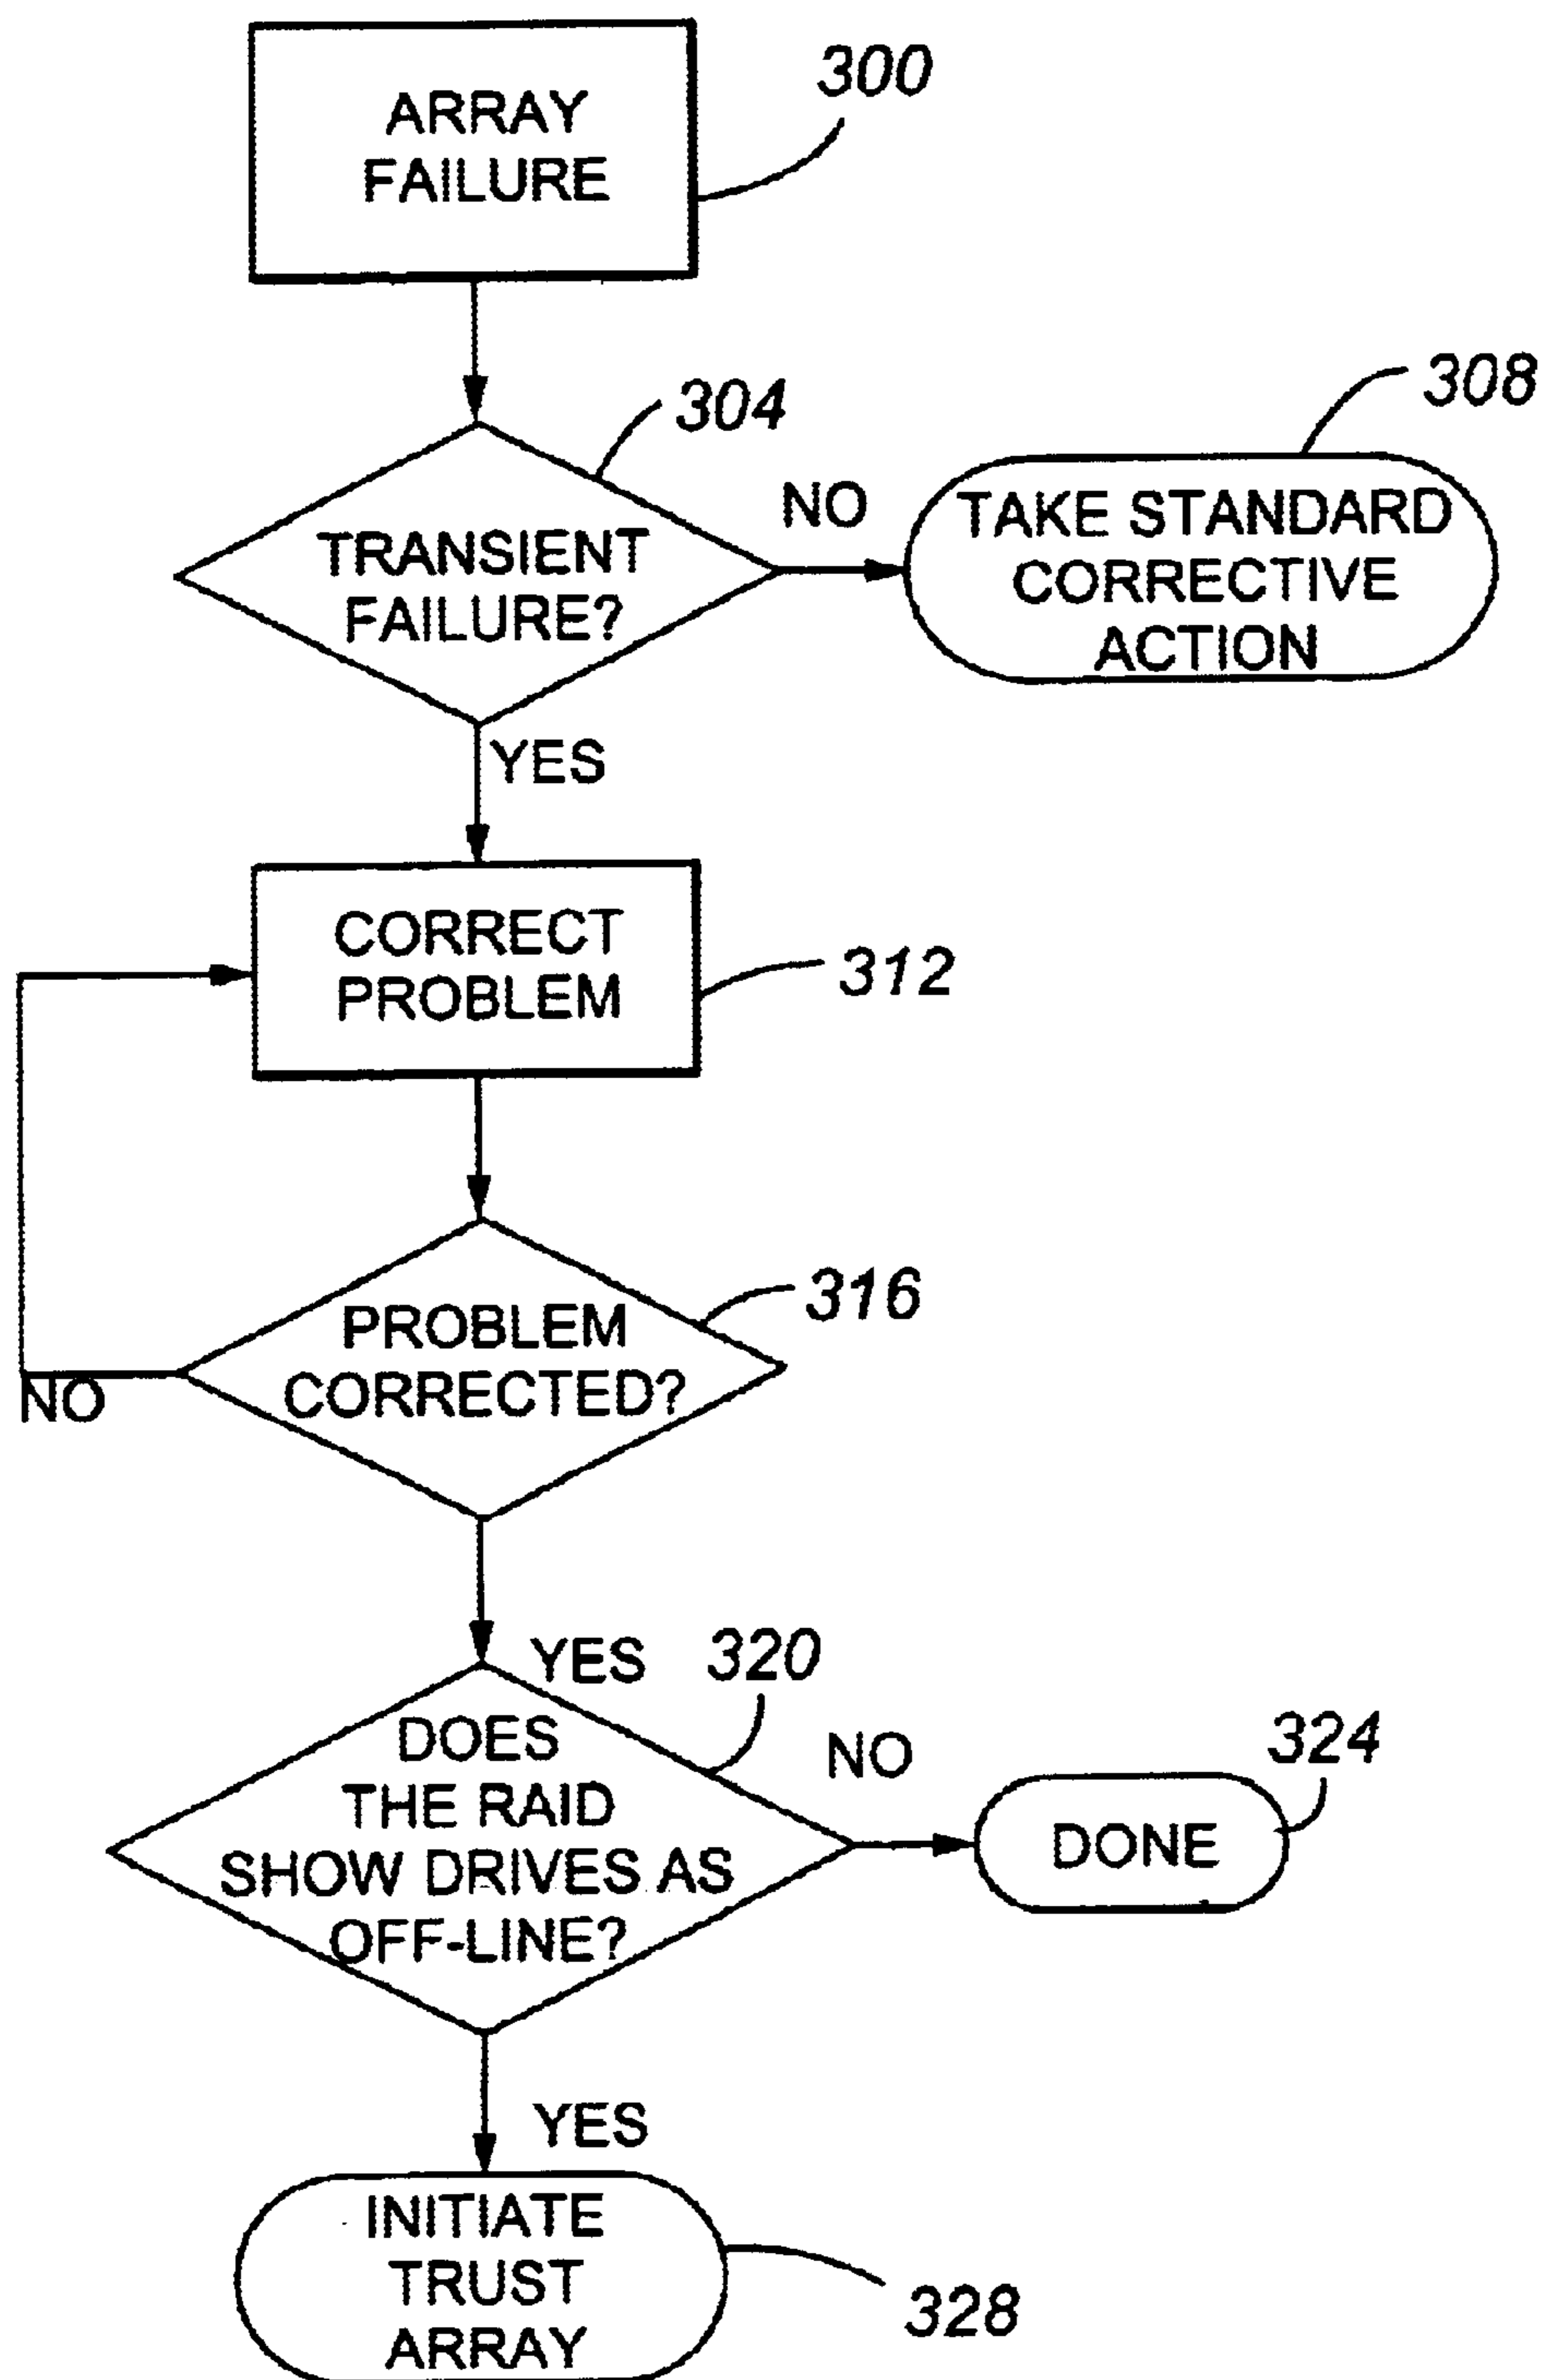 ARRAY
FAILURE
300
304
308
TRANSIENT
FAILURE?
NO
TAKE STANDARD
CORRECTIVE
ACTION
YES
CORRECT
PROBLEM
312
316
PROBLEM
CORRECTED?
NO
YES
320
DOES
THE RAID
SHOW DRIVES AS
OFF-LINE?
NO
324
DONE
YES
INITIATE
TRUST
ARRAY
328